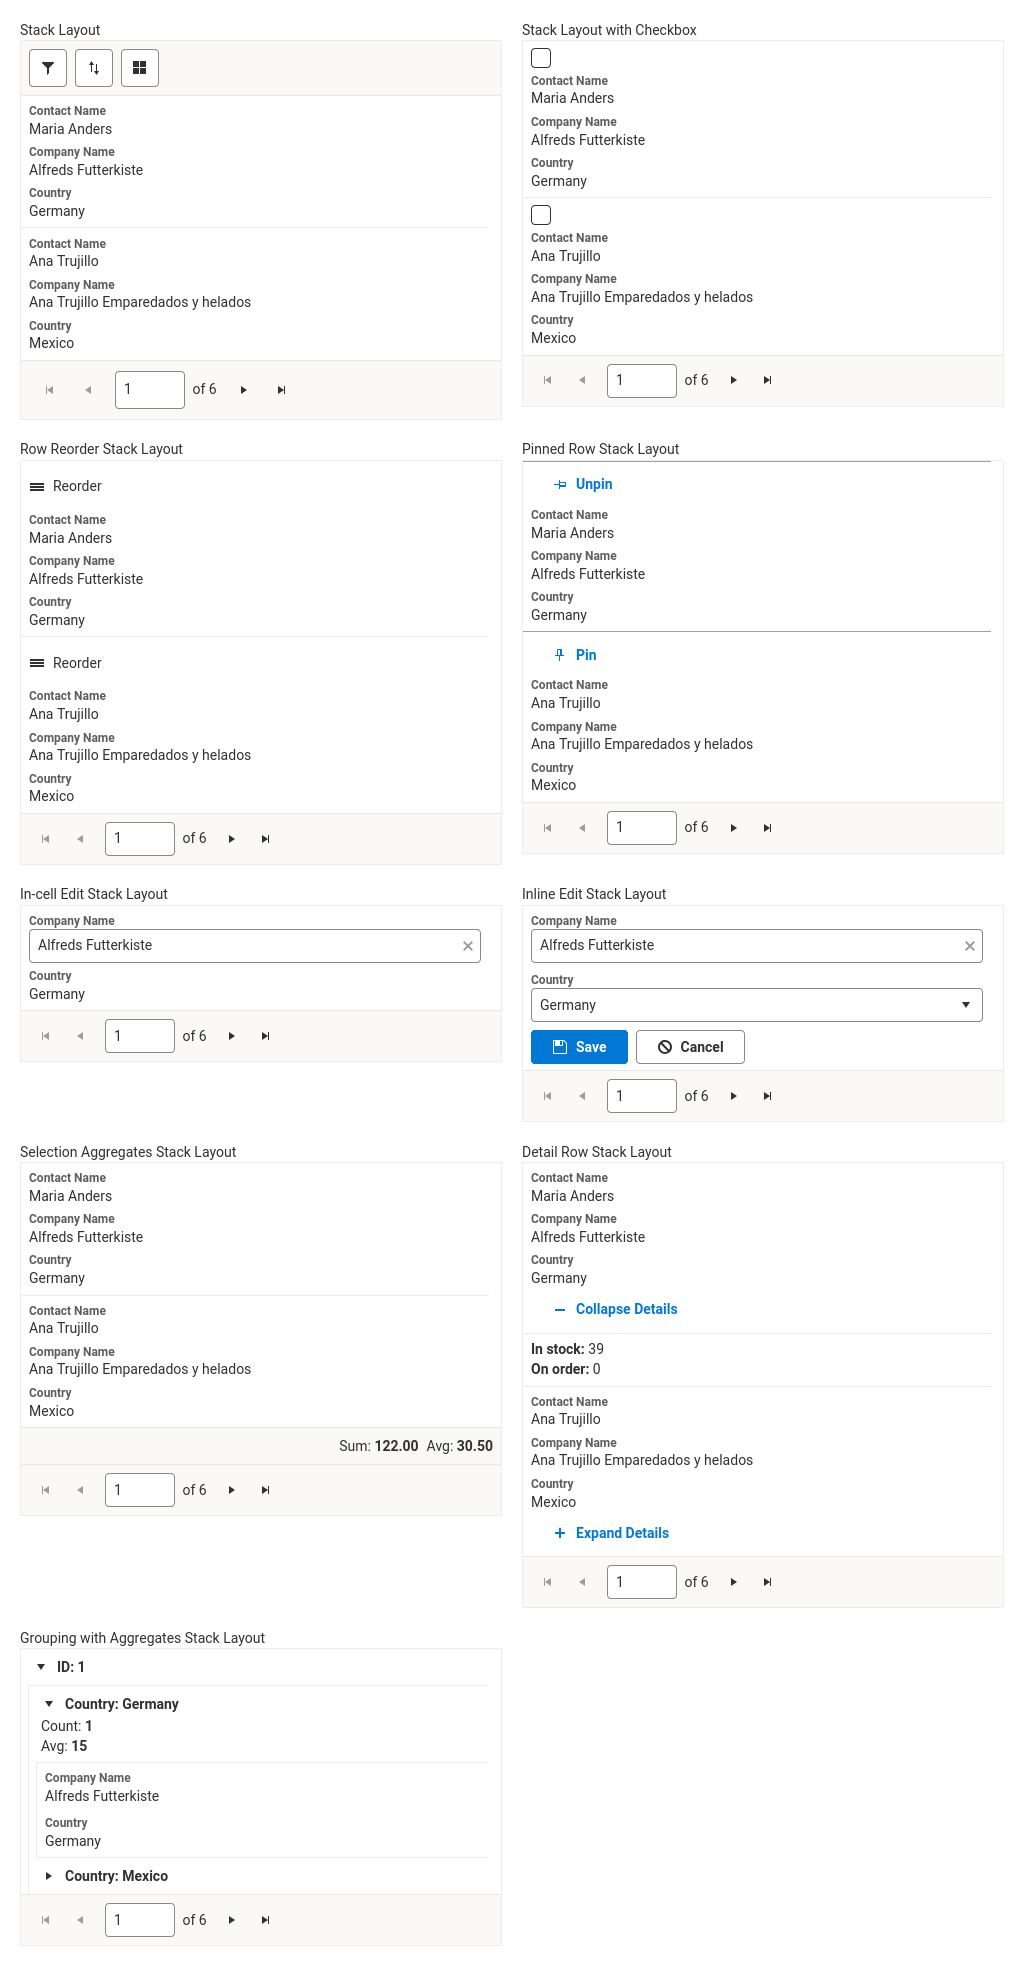 Stack Layout
Contact Name
Maria Anders
Company Name
Alfreds Futterkiste
Country
Germany
Contact Name
Ana Trujillo
Company Name
Ana Trujillo Emparedados y helados
Country
Mexico
1 of 6
Stack Layout with Checkbox
Contact Name
Maria Anders
Company Name
Alfreds Futterkiste
Country
Germany
Contact Name
Ana Trujillo
Company Name
Ana Trujillo Emparedados y helados
Country
Mexico
1 of 6
Row Reorder Stack Layout
Reorder
Contact Name
Maria Anders
Company Name
Alfreds Futterkiste
Country
Germany
Reorder
Contact Name
Ana Trujillo
Company Name
Ana Trujillo Emparedados y helados
Country
Mexico
1 of 6
Pinned Row Stack Layout
Unpin
Contact Name
Maria Anders
Company Name
Alfreds Futterkiste
Country
Germany
Pin
Contact Name
Ana Trujillo
Company Name
Ana Trujillo Emparedados y helados
Country
Mexico
1 of 6
In-cell Edit Stack Layout
Company Name
Alfreds Futterkiste
Country
Germany
1 of 6
Inline Edit Stack Layout
Company Name
Alfreds Futterkiste
Country
Germany
Save Cancel
1 of 6
Selection Aggregates Stack Layout
Contact Name
Maria Anders
Company Name
Alfreds Futterkiste
Country
Germany
Contact Name
Ana Trujillo
Company Name
Ana Trujillo Emparedados y helados
Country
Mexico
Sum: 122.00 Avg: 30.50
1 of 6
Detail Row Stack Layout
Contact Name
Maria Anders
Company Name
Alfreds Futterkiste
Country
Germany
Collapse Details
In stock: 39
On order: 0
Contact Name
Ana Trujillo
Company Name
Ana Trujillo Emparedados y helados
Country
Mexico
Expand Details
1 of 6
Grouping with Aggregates Stack Layout
ID: 1
Country: Germany
Count: 1
Avg: 15
Company Name
Alfreds Futterkiste
Country
Germany
Country: Mexico
1 of 6